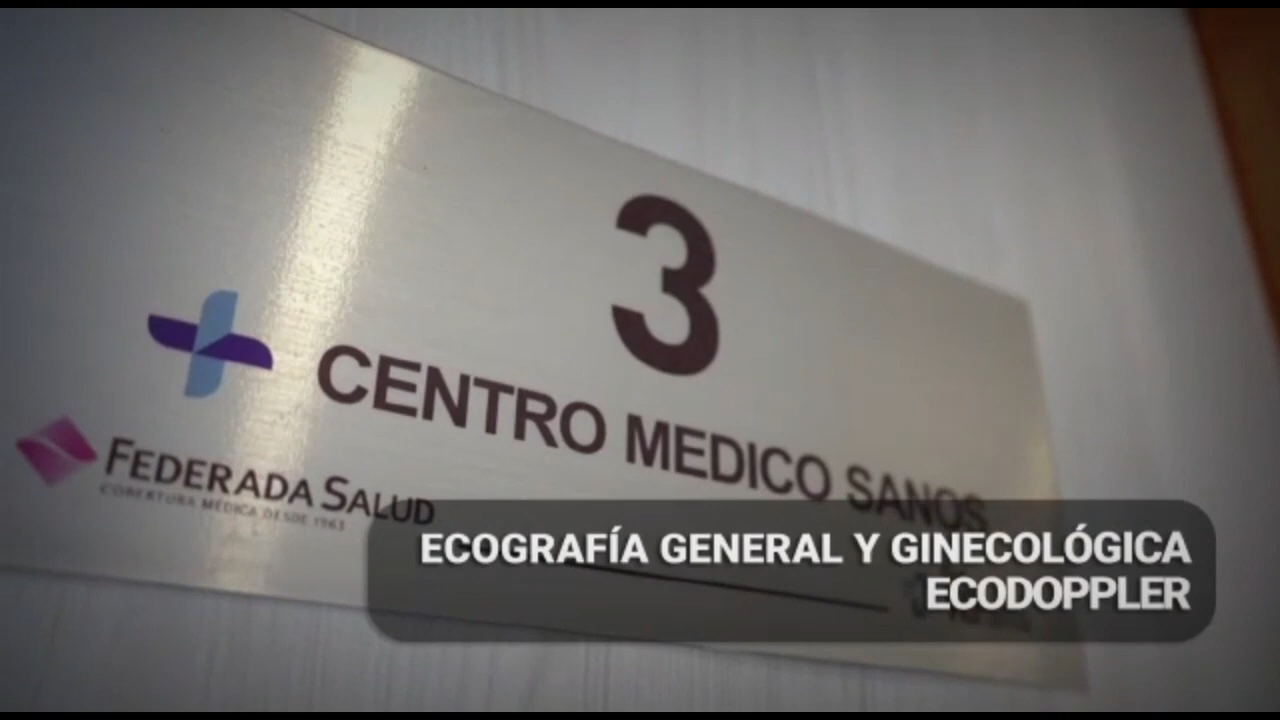 3
CENTRO MEDICO SANOS
FEDERADA SALUD
COBERTURA MÉDICA DESDE 1963
ECOGRAFÍA GENERAL Y GINECOLÓGICA
ECODOPPLER